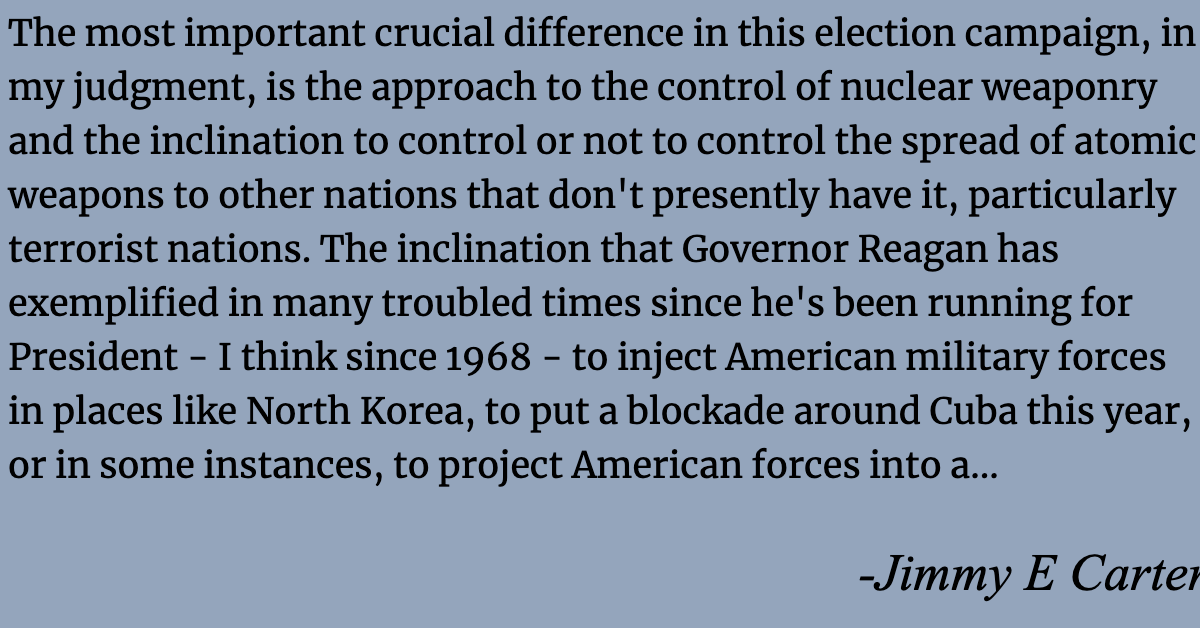 The most important crucial difference in this election campaign, in
my judgment, is the approach to the control of nuclear weaponry
and the inclination to control or not to control the spread of atomic
weapons to other nations that don't presently have it, particularly
terrorist nations. The inclination that Governor Reagan has
exemplified in many troubled times since he's been running for
President - I think since 1968 - to inject American military forces
in places like North Korea, to put a blockade around Cuba this year,
or in some instances, to project American forces into a...
-Jimmy E Carter